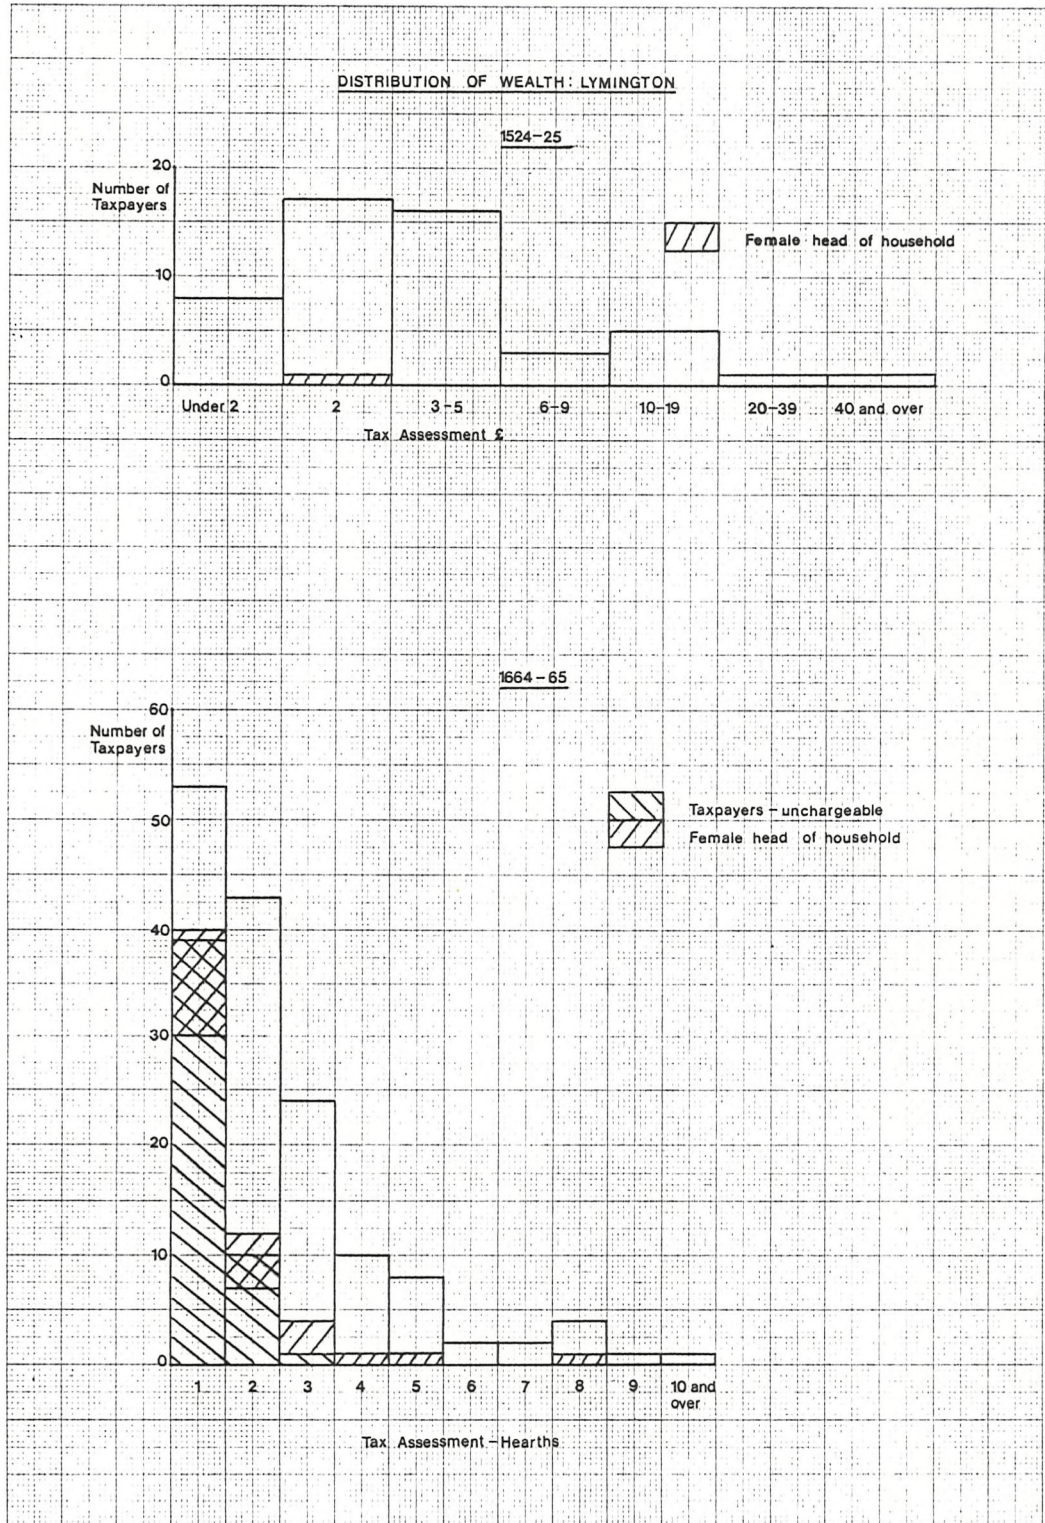 DISTRIBUTION OF WEALTH: LYMINGTON
1524-25
20
Number of
Taxpayers
10
0
Female head of household
Under 2 2 3-5 6-9 10-19 20-39 40 and over
Tax Assessment £
1664-65
60
Number of
Taxpayers
50
40
30
20
10
0
Taxpayers - unchargeable
Female head of household
1 2 3 4 5 6 7 8 9 10 and
over
Tax Assessment - Hearths